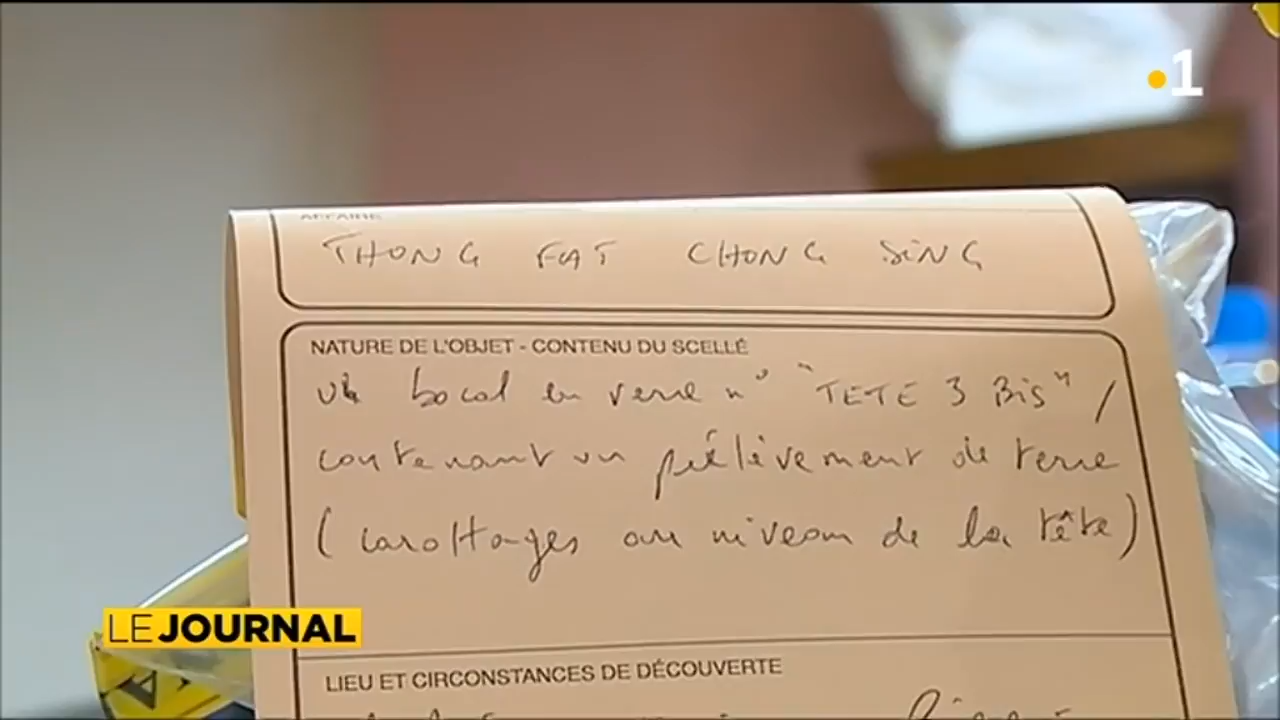 1
AFFAIRE
THONG FAT CHONG SING
NATURE DE L'OBJET - CONTENU DU SCELLÉ
un bocal en verre n° "TETE 3 Bis" /
contenant un prélèvement de terre
(carottages au niveau de la tête)
LE JOURNAL
LIEU ET CIRCONSTANCES DE DÉCOUVERTE